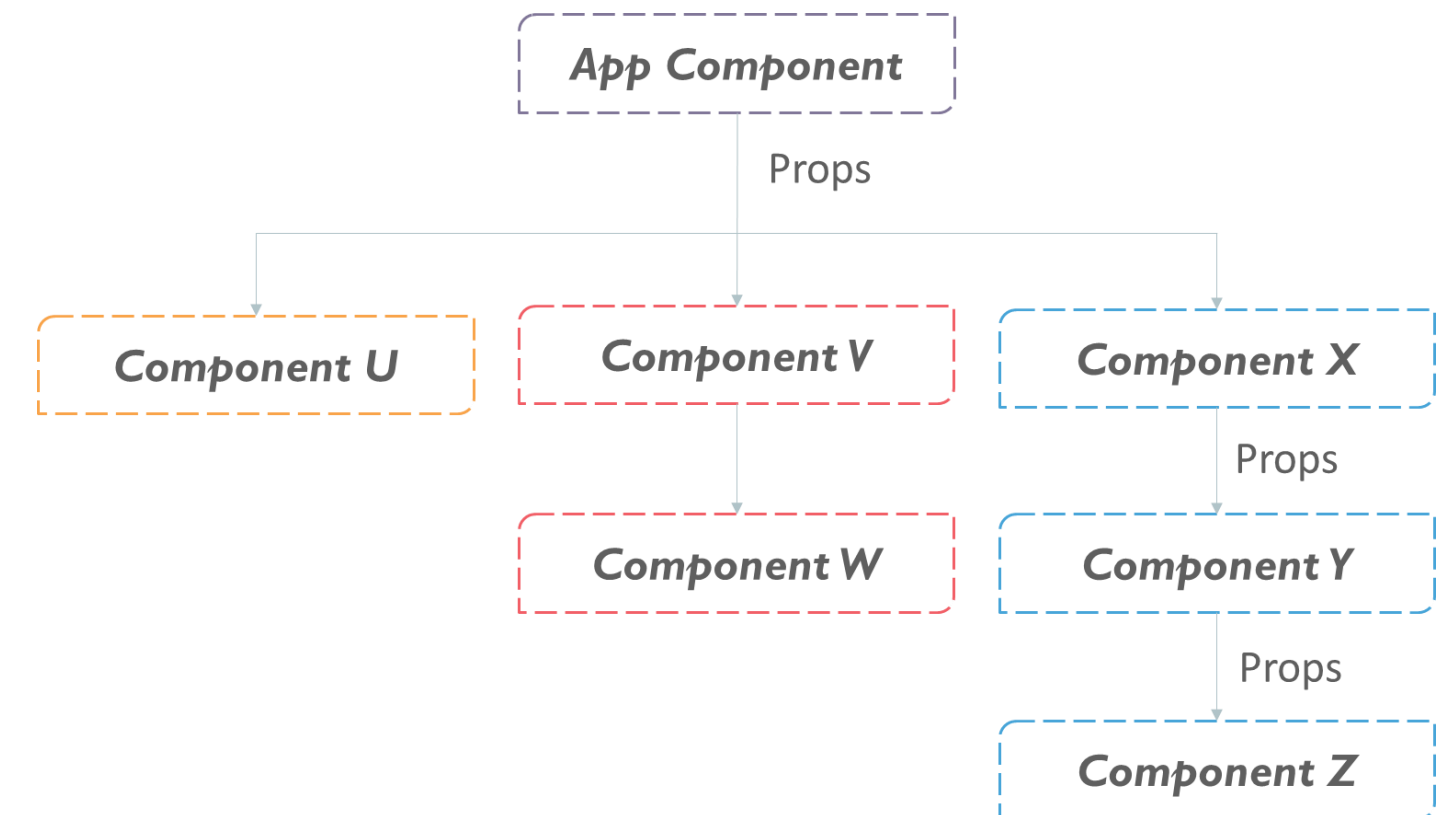 App Component
Props
Component U
Component V
Component X
Props
Component W
Component Y
Props
Component Z